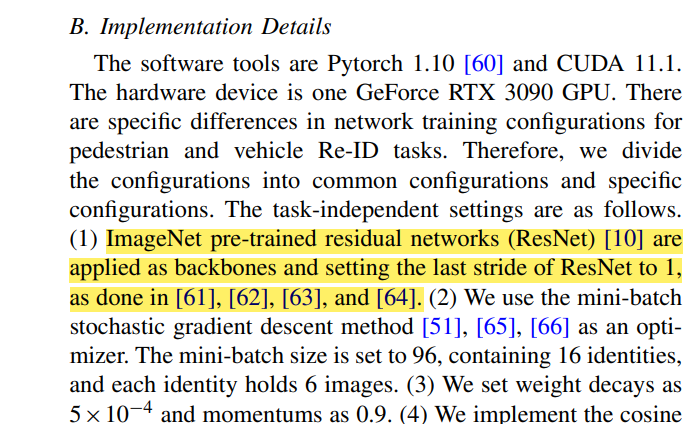 B. Implementation Details
The software tools are Pytorch 1.10 [60] and CUDA 11.1.
The hardware device is one GeForce RTX 3090 GPU. There
are specific differences in network training configurations for
pedestrian and vehicle Re-ID tasks. Therefore, we divide
the configurations into common configurations and specific
configurations. The task-independent settings are as follows.
(1) ImageNet pre-trained residual networks (ResNet) [10] are
applied as backbones and setting the last stride of ResNet to 1,
as done in [61], [62], [63], and [64]. (2) We use the mini-batch
stochastic gradient descent method [51], [65], [66] as an opti-
mizer. The mini-batch size is set to 96, containing 16 identities,
and each identity holds 6 images. (3) We set weight decays as
5 × 10⁻⁴ and momentums as 0.9. (4) We implement the cosine